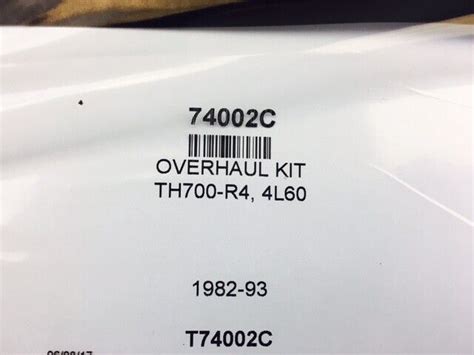 74002C
OVERHAUL KIT
TH700-R4, 4L60
1982-93
T74002C